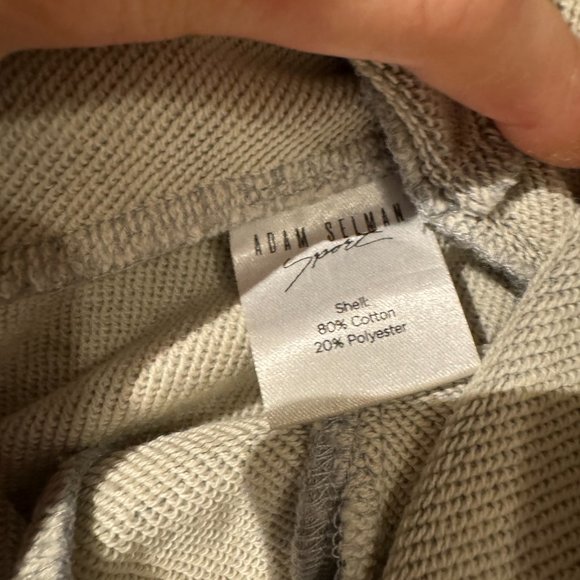 ADAM SELMAN
Sport
Shell:
80% Cotton
20% Polyester